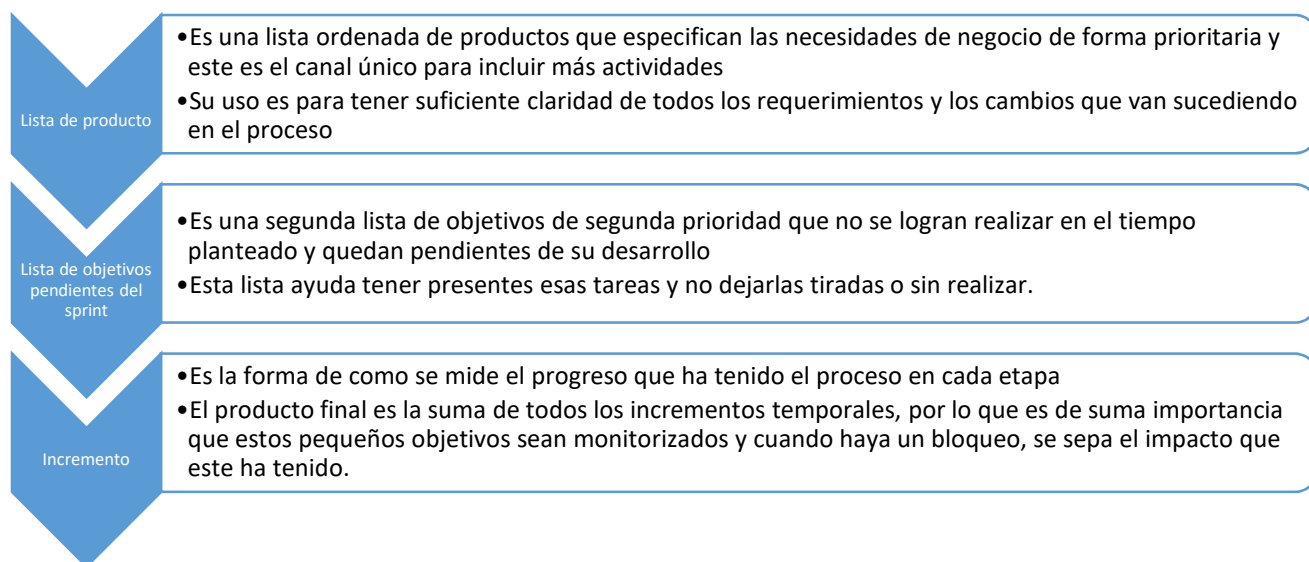 Lista de producto
•Es una lista ordenada de productos que especifican las necesidades de negocio de forma prioritaria y
este es el canal único para incluir más actividades
•Su uso es para tener suficiente claridad de todos los requerimientos y los cambios que van sucediendo
en el proceso
Lista de objetivos
pendientes del
sprint
•Es una segunda lista de objetivos de segunda prioridad que no se logran realizar en el tiempo
planteado y quedan pendientes de su desarrollo
•Esta lista ayuda tener presentes esas tareas y no dejarlas tiradas o sin realizar.
Incremento
•Es la forma de como se mide el progreso que ha tenido el proceso en cada etapa
•El producto final es la suma de todos los incrementos temporales, por lo que es de suma importancia
que estos pequeños objetivos sean monitorizados y cuando haya un bloqueo, se sepa el impacto que
este ha tenido.